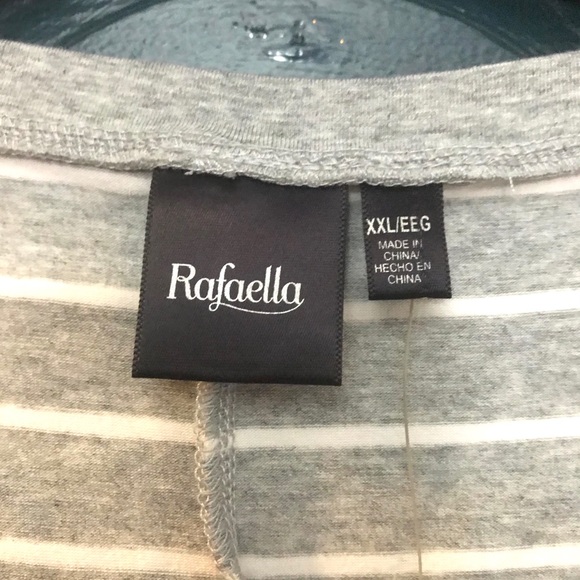 Rafaella
XXL/EEG
MADE IN
CHINA/
HECHO EN
CHINA